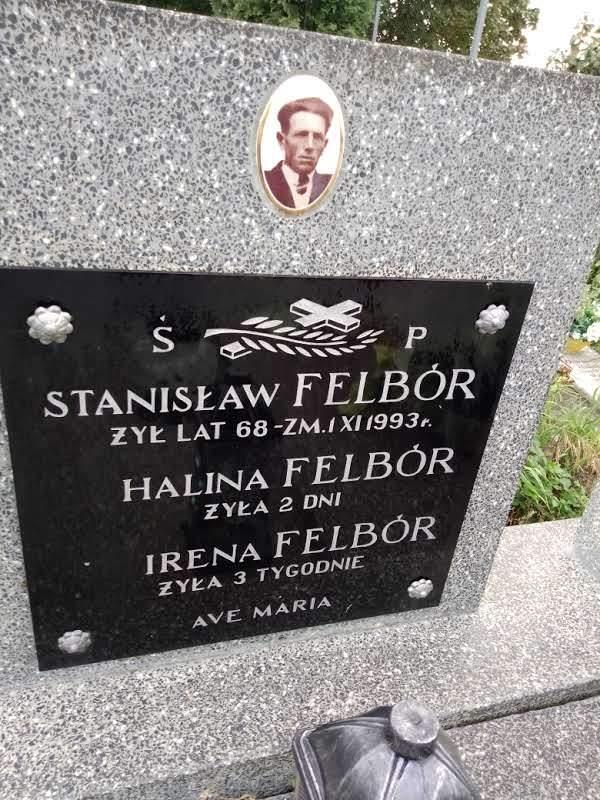 Ś P
STANISŁAW FELBÓR
ŻYŁ LAT 68-ZM.1 XI 1993 r.
HALINA FELBÓR
ŻYŁA 2 DNI
IRENA FELBÓR
ŻYŁA 3 TYGODNIE
AVE MARIA